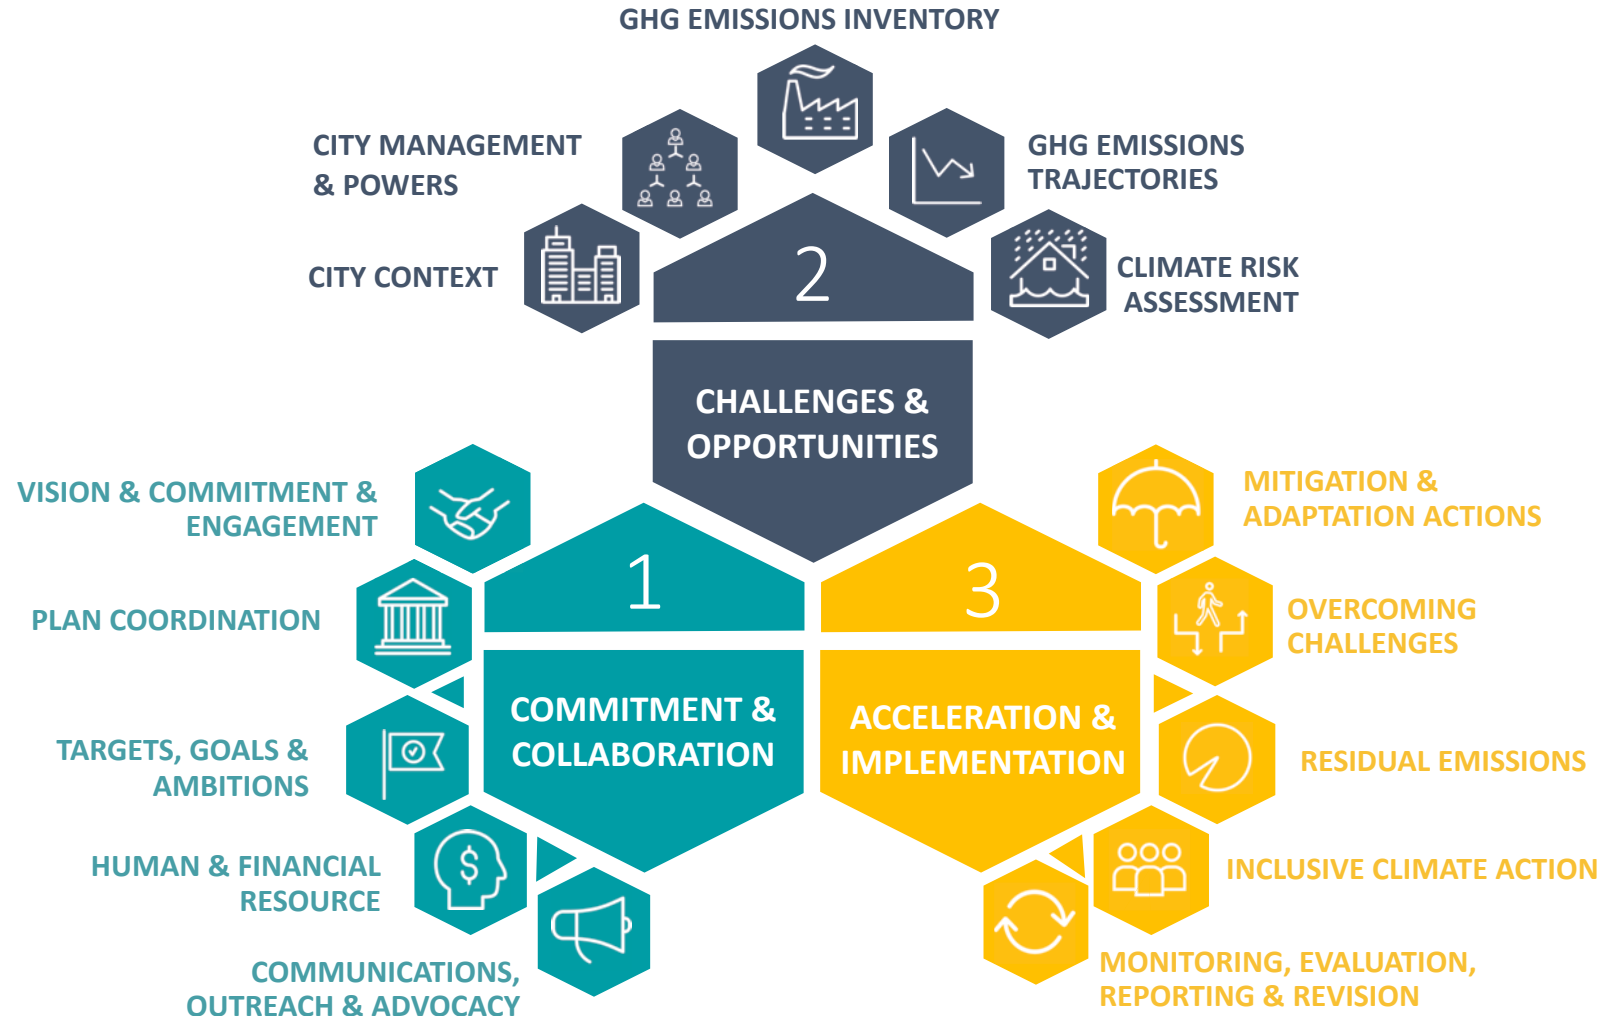 GHG EMISSIONS INVENTORY
CITY MANAGEMENT
& POWERS
GHG EMISSIONS
TRAJECTORIES
CITY CONTEXT
CLIMATE RISK
ASSESSMENT
2
CHALLENGES &
OPPORTUNITIES
VISION & COMMITMENT &
ENGAGEMENT
PLAN COORDINATION
TARGETS, GOALS &
AMBITIONS
HUMAN & FINANCIAL
RESOURCE
$
COMMUNICATIONS,
OUTREACH & ADVOCACY
1
COMMITMENT &
COLLABORATION
3
ACCELERATION &
IMPLEMENTATION
MITIGATION &
ADAPTATION ACTIONS
OVERCOMING
CHALLENGES
RESIDUAL EMISSIONS
INCLUSIVE CLIMATE ACTION
MONITORING, EVALUATION,
REPORTING & REVISION